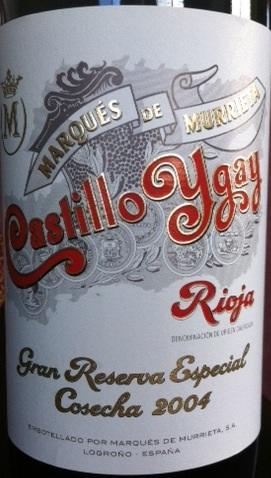 M
MARQUÉS DE MURRIETA
Castillo Ygay
Rioja
DENOMINACIÓN DE ORIGEN CALIFICADA
Gran Reserva Especial
Cosecha 2004
EMBOTELLADO POR MARQUÉS DE MURRIETA, S.A.
LOGROÑO - ESPAÑA